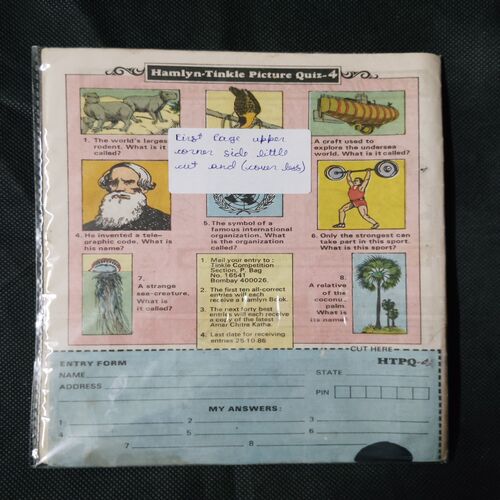 Hamlyn-Tinkle Picture Quiz-4
1. The world's larges
rodent. What is it
called?
First Page upper
corner side little
cut and (cover less)
A craft used to
explore the undersea
world. What is it
called?
4. He invented a tele-
graphic code. What is
his name?
5. The symbol of a
famous international
organization. What
is the organization
called?
6. Only the strongest can
take part in this sport.
What is this sport?
7.
A strange
sea-creature.
What is it
called?
1. Mail your entry to :
Tinkle Competition
Section, P. Bag
No. 16541
Bombay 400026.
2. The first ten all-correct
entries will each
receive a Hamlyn Book.
3. The next forty best
entries will each receive
a copy of the latest
Amar Chitra Katha.
4. Last date for receiving
entries 25-10-86
8.
A relative
of the
coconu
palm.
What is
its name
CUT HERE
ENTRY FORM
HTPQ-4
NAME
STATE
ADDRESS
PIN
MY ANSWERS:
1 2 3
4 5 6
7 8